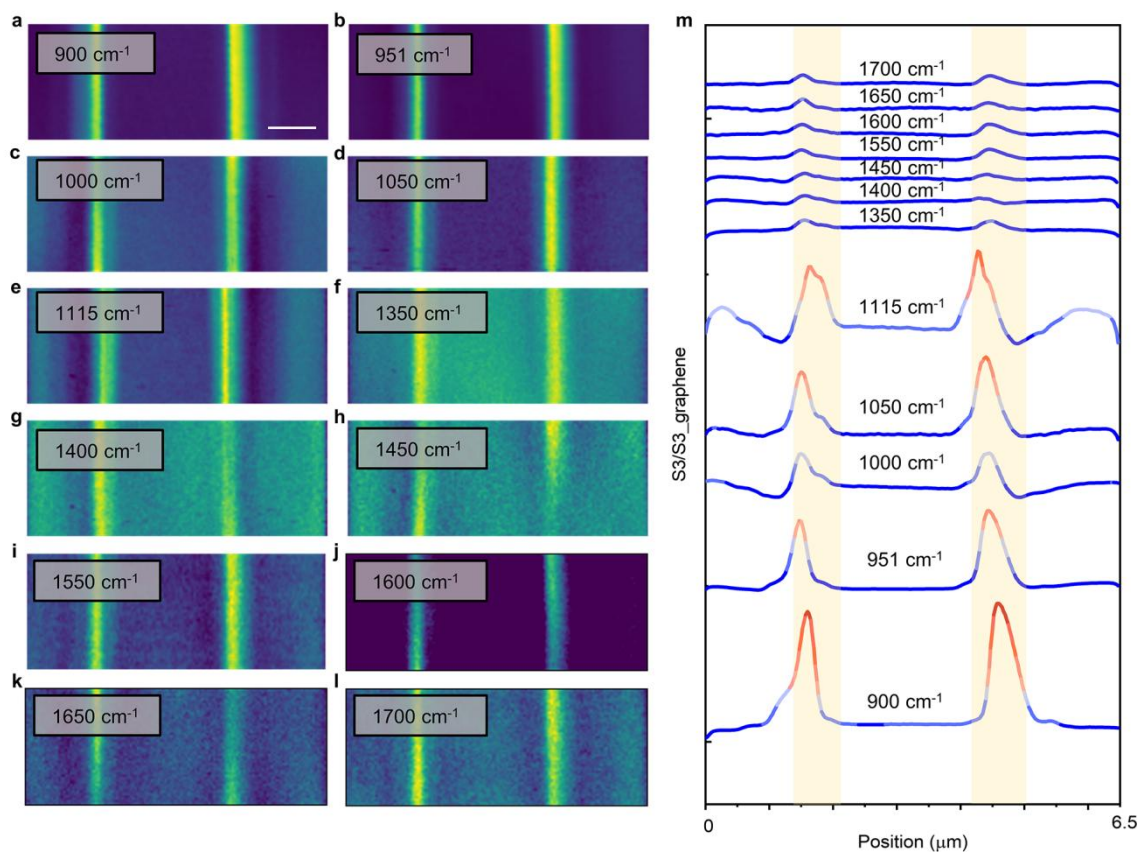 a
900 cm⁻¹
b
951 cm⁻¹
c
1000 cm⁻¹
d
1050 cm⁻¹
e
1115 cm⁻¹
f
1350 cm⁻¹
g
1400 cm⁻¹
h
1450 cm⁻¹
i
1550 cm⁻¹
j
1600 cm⁻¹
k
1650 cm⁻¹
l
1700 cm⁻¹
m
1700 cm⁻¹
1650 cm⁻¹
1600 cm⁻¹
1550 cm⁻¹
1450 cm⁻¹
1400 cm⁻¹
1350 cm⁻¹
1115 cm⁻¹
1050 cm⁻¹
1000 cm⁻¹
951 cm⁻¹
900 cm⁻¹
S3/S3_graphene
0
6.5
Position (μm)